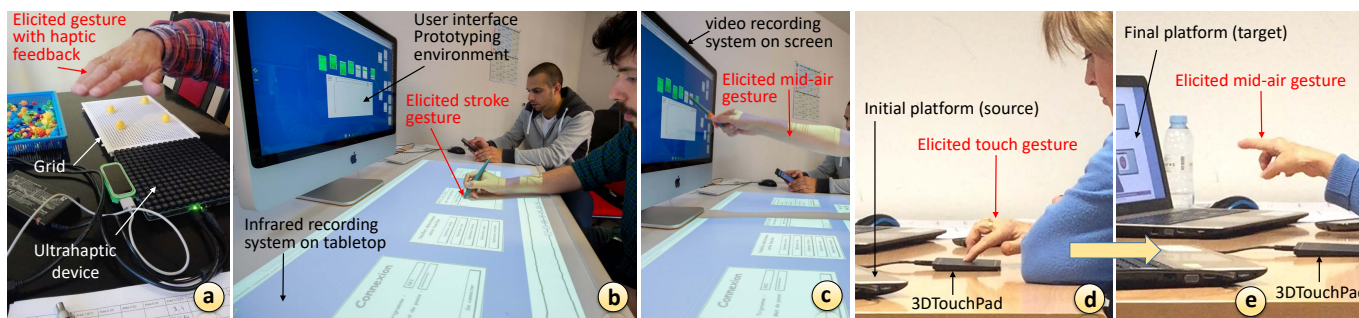 Elicited gesture
with haptic
feedback
Grid
Ultrahaptic
device
a
User interface
Prototyping
environment
Elicited stroke
gesture
Infrared recording
system on tabletop
Connexion
b
video recording
system on screen
Elicited mid-air
gesture
Connexion
c
Initial platform (source)
Elicited touch gesture
3DTouchPad
d
Final platform (target)
Elicited mid-air gesture
3DTouchPad
e